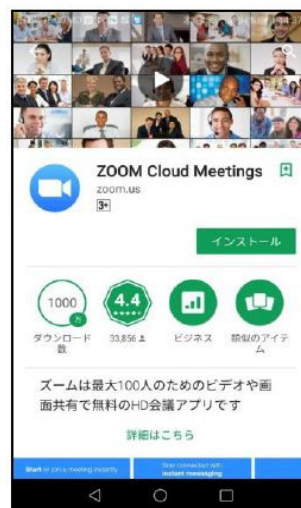 ZOOM Cloud Meetings
zoom.us
3+
インストール
1000
万
4.4
ダウンロード
数
33,856
ビジネス
類似のアイテ
ム
ズームは最大100人のためのビデオや画
面共有で無料のHD会議アプリです
詳細はこちら
Start or join a meeting instantly
Stay connected with
instant messaging